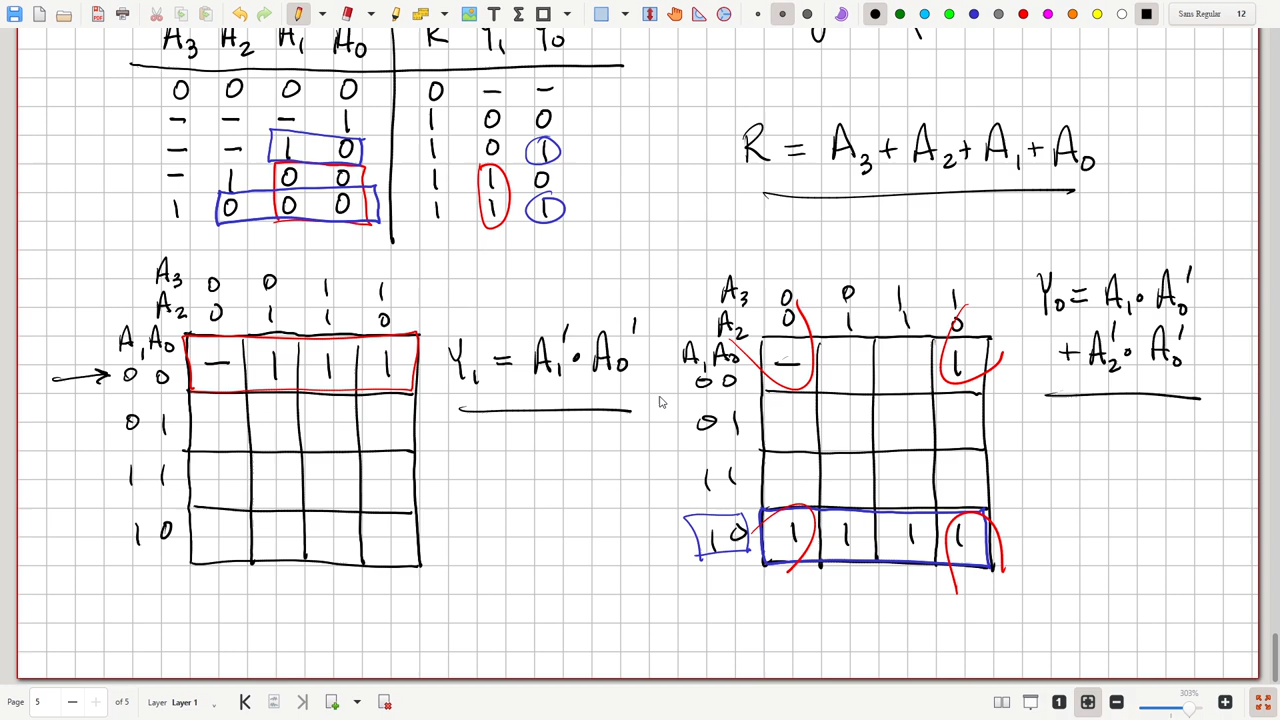 Sans Regular 12
A3 A2 A1 A0 R Y1 Y0
0 0 0 0 0 – –
– – – 1 1 0 0
– – 1 0 1 0 1
– 1 0 0 1 1 0
1 0 0 0 1 1 1
R = A3 + A2 + A1 + A0
A3 0 0 1 1
A2 0 1 1 0
A1 A0
0 0 – 1 1 1
0 1
1 1
1 0
Y1 = A1' • A0'
A3 0 0 1 1
A2 0 1 1 0
A1 A0
0 0 – 1
0 1
1 1
1 0 1 1 1 1
Y0 = A1 • A0'
+ A2' • A0'
Page 5 of 5 Layer Layer 1 303%